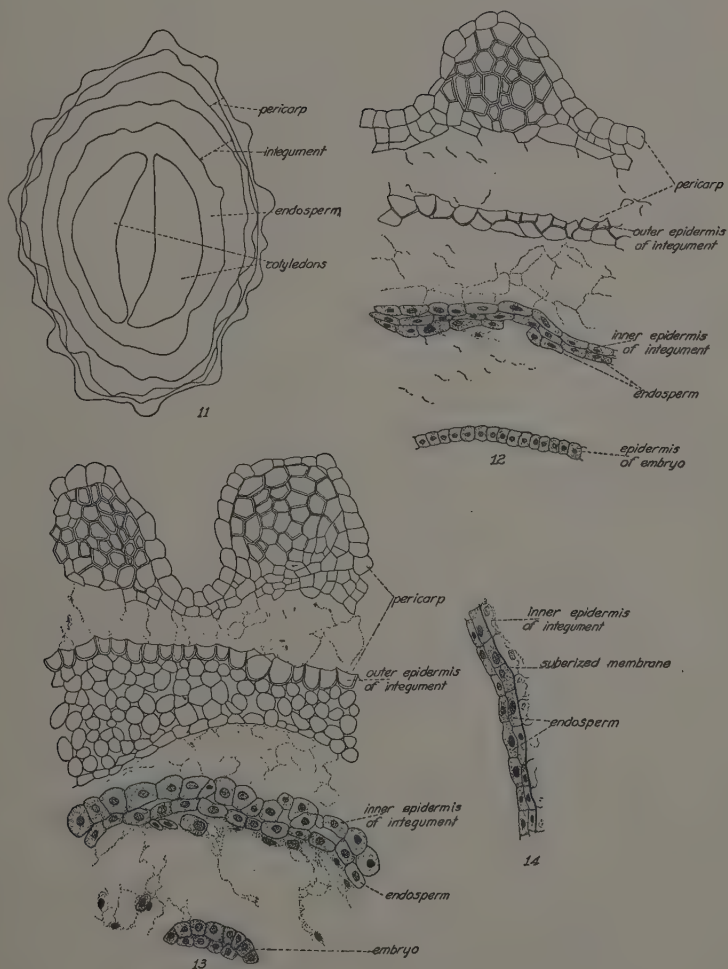 pericarp
integument
endosperm
cotyledons
11
pericarp
outer epidermis
of integument
inner epidermis
of integument
endosperm
epidermis
of embryo
12
pericarp
outer epidermis
of integument
inner epidermis
of integument
endosperm
embryo
13
Inner epidermis
of integument
suberized membrane
endosperm
14